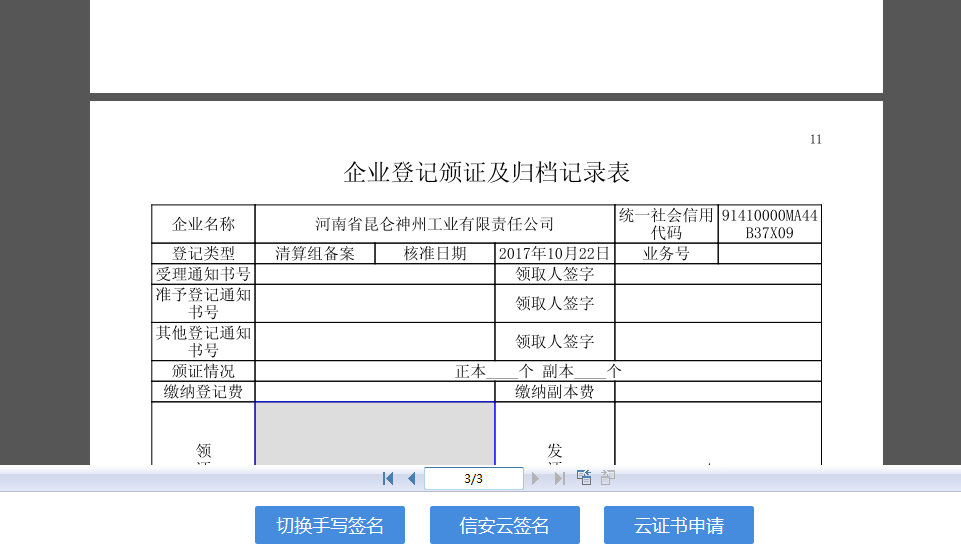 11
企业登记颁证及归档记录表
企业名称 河南省昆仑神州工业有限责任公司 统一社会信用代码 91410000MA44B37X09
登记类型 清算组备案 核准日期 2017年10月22日 业务号
受理通知书号 领取人签字
准予登记通知书号 领取人签字
其他登记通知书号 领取人签字
颁证情况 正本____个 副本____个
缴纳登记费 缴纳副本费
领 发
3/3
切换手写签名 信安云签名 云证书申请